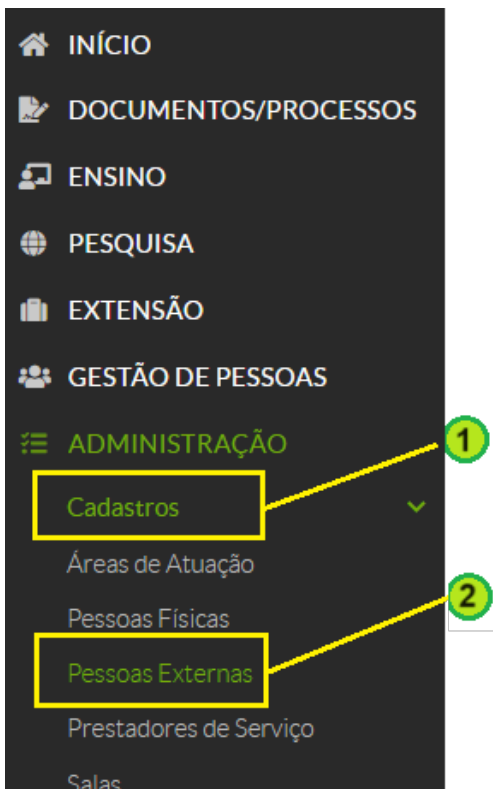 INÍCIO
DOCUMENTOS/PROCESSOS
ENSINO
PESQUISA
EXTENSÃO
GESTÃO DE PESSOAS
ADMINISTRAÇÃO
1
Cadastros
Áreas de Atuação
2
Pessoas Físicas
Pessoas Externas
Prestadores de Serviço
Salas